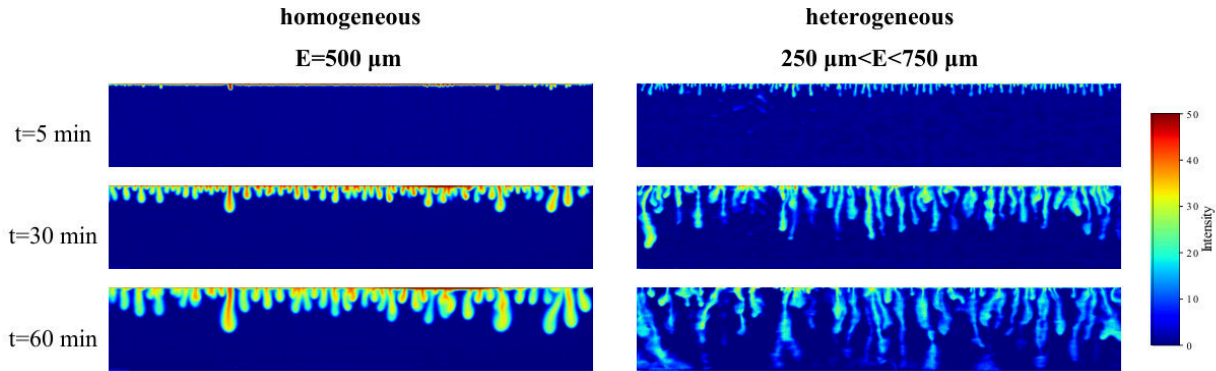 homogeneous
heterogeneous
E=500 μm
250 μm<E<750 μm
t=5 min
t=30 min
t=60 min
50
40
30
20
10
0
Intensity